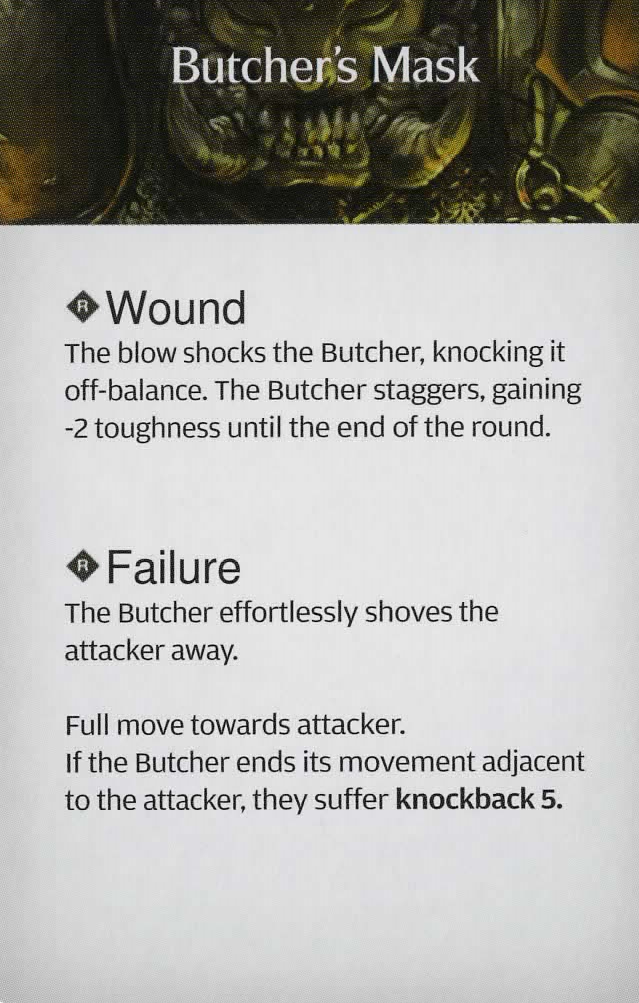 Butcher's Mask
R Wound
The blow shocks the Butcher, knocking it
off-balance. The Butcher staggers, gaining
-2 toughness until the end of the round.
R Failure
The Butcher effortlessly shoves the
attacker away.
Full move towards attacker.
If the Butcher ends its movement adjacent
to the attacker, they suffer knockback 5.